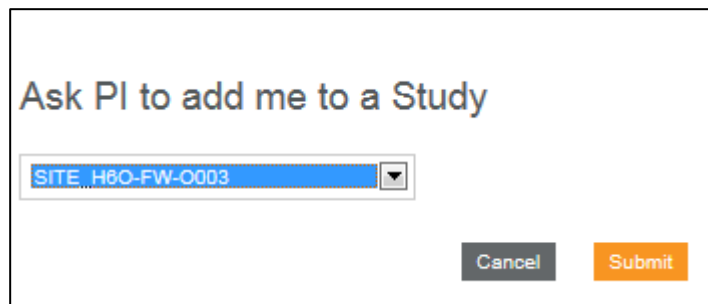 Ask PI to add me to a Study
SITE_H6O-FW-O003
Cancel Submit